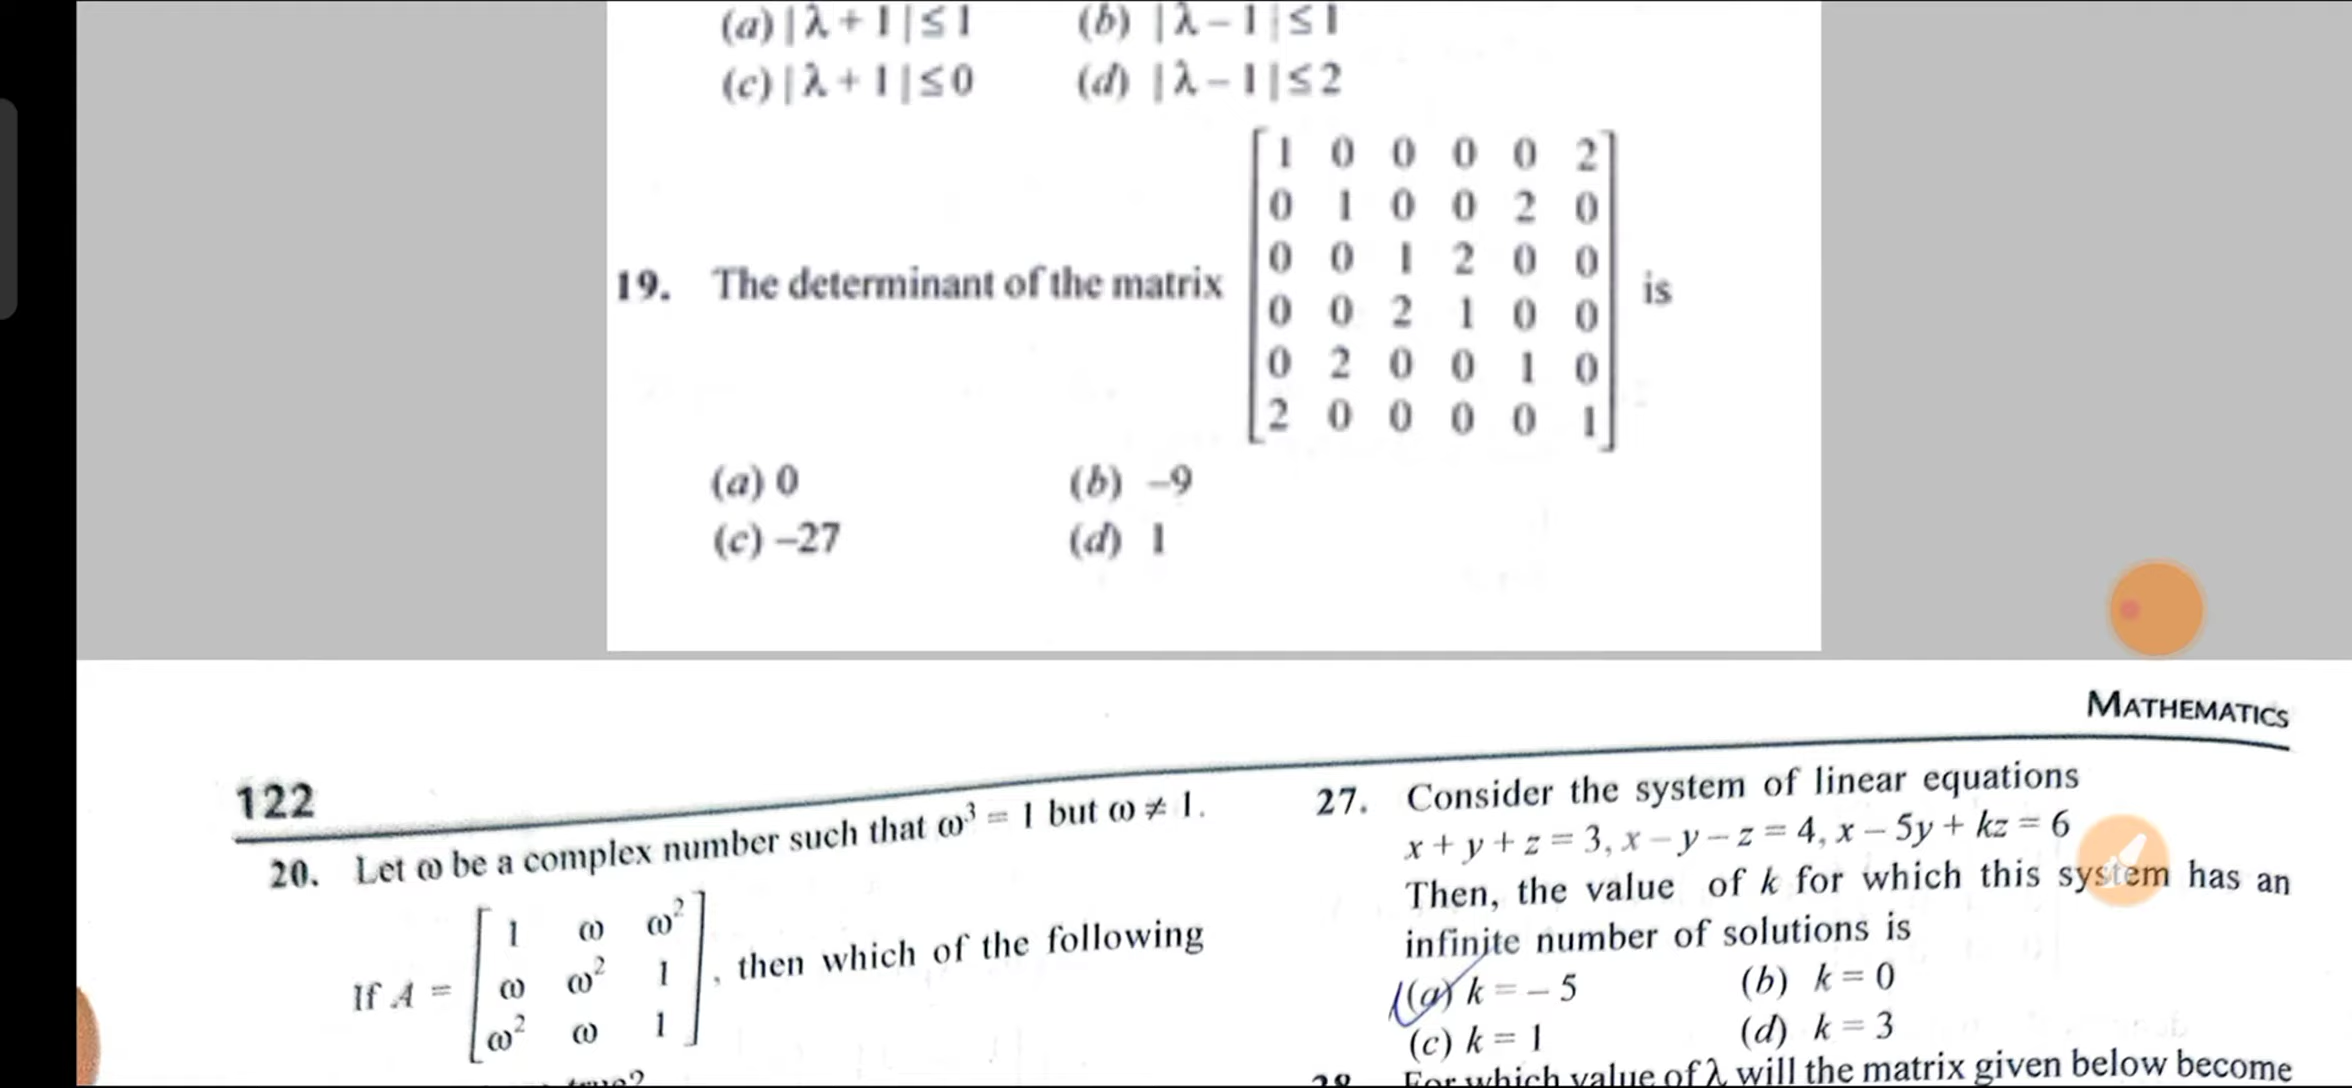 (a) | λ + 1 | ≤ 1 (b) | λ – 1 | ≤ 1
(c) | λ + 1 | ≤ 0 (d) | λ – 1 | ≤ 2
1 0 0 0 0 2
0 1 0 0 2 0
0 0 1 2 0 0
19. The determinant of the matrix is
0 0 2 1 0 0
0 2 0 0 1 0
2 0 0 0 0 1
(a) 0 (b) –9
(c) –27 (d) 1
MATHEMATICS
122
20. Let ω be a complex number such that ω³ = 1 but ω ≠ 1.
1 ω ω²
If A = ω ω² 1 , then which of the following
ω² ω 1
27. Consider the system of linear equations
x + y + z = 3, x – y – z = 4, x – 5y + kz = 6
Then, the value of k for which this system has an
infinite number of solutions is
(a) k = – 5 (b) k = 0
(c) k = 1 (d) k = 3
For which value of λ will the matrix given below become